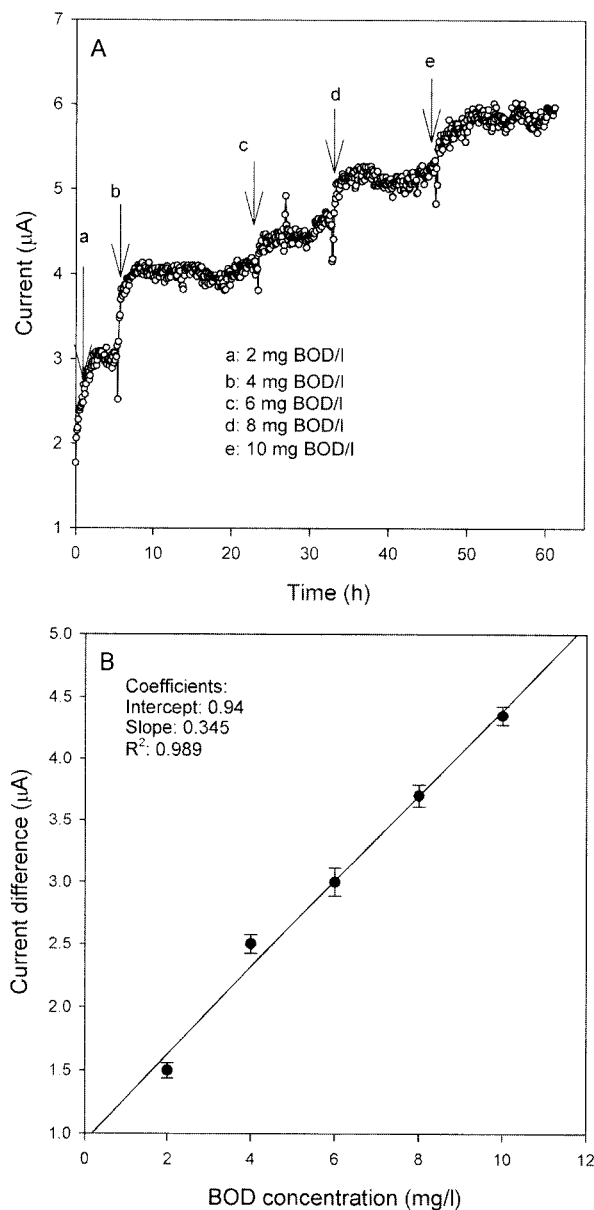 A
7
6
5
4
3
2
1
Current (μA)
a
b
c
d
e
a: 2 mg BOD/l
b: 4 mg BOD/l
c: 6 mg BOD/l
d: 8 mg BOD/l
e: 10 mg BOD/l
0 10 20 30 40 50 60
Time (h)
B
Coefficients:
Intercept: 0.94
Slope: 0.345
R²: 0.989
5.0
4.5
4.0
3.5
3.0
2.5
2.0
1.5
1.0
Current difference (μA)
0 2 4 6 8 10 12
BOD concentration (mg/l)